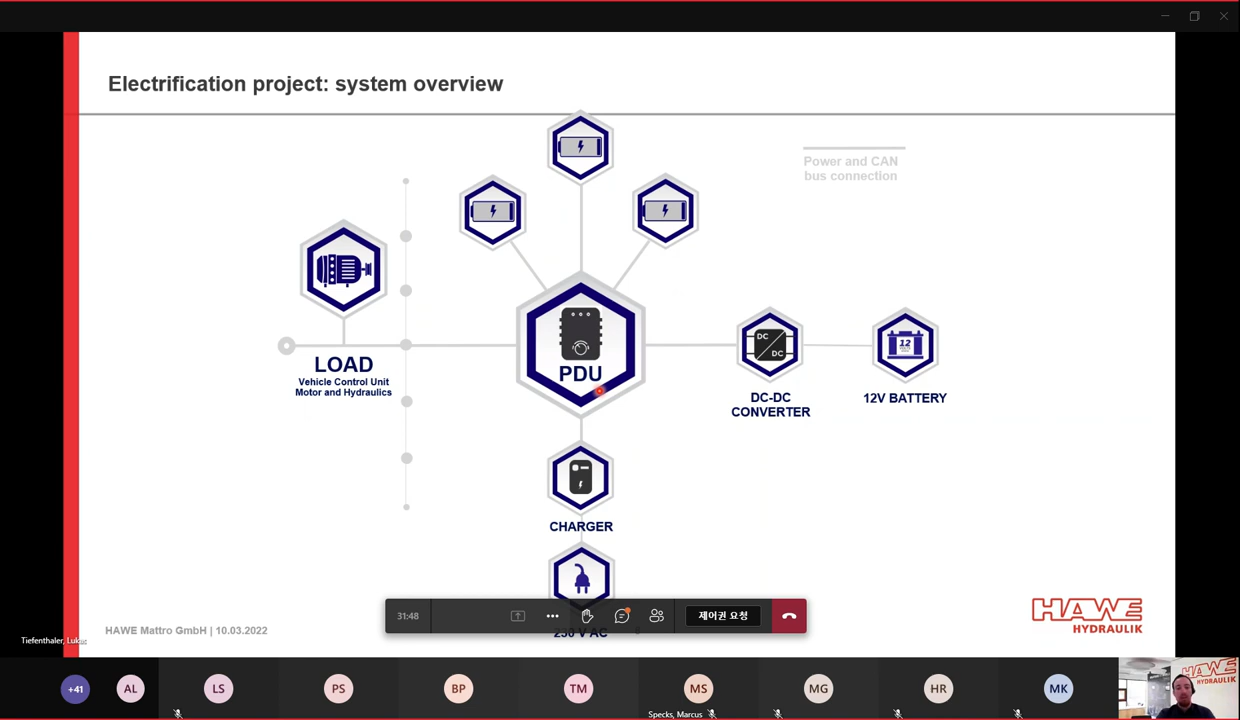 Electrification project: system overview
Power and CAN
bus connection
LOAD
Vehicle Control Unit
Motor and Hydraulics
PDU
DC
DC
12
DC-DC
CONVERTER
12V BATTERY
CHARGER
230 V AC
HAWE Mattro GmbH | 10.03.2022
HAWE
HYDRAULIK
31:48
제어권 요청
Tiefenthaler, Lukas
+41
AL
LS
PS
BP
TM
MS
Specks, Marcus
MG
HR
MK
HAWE
HYDRAULIK